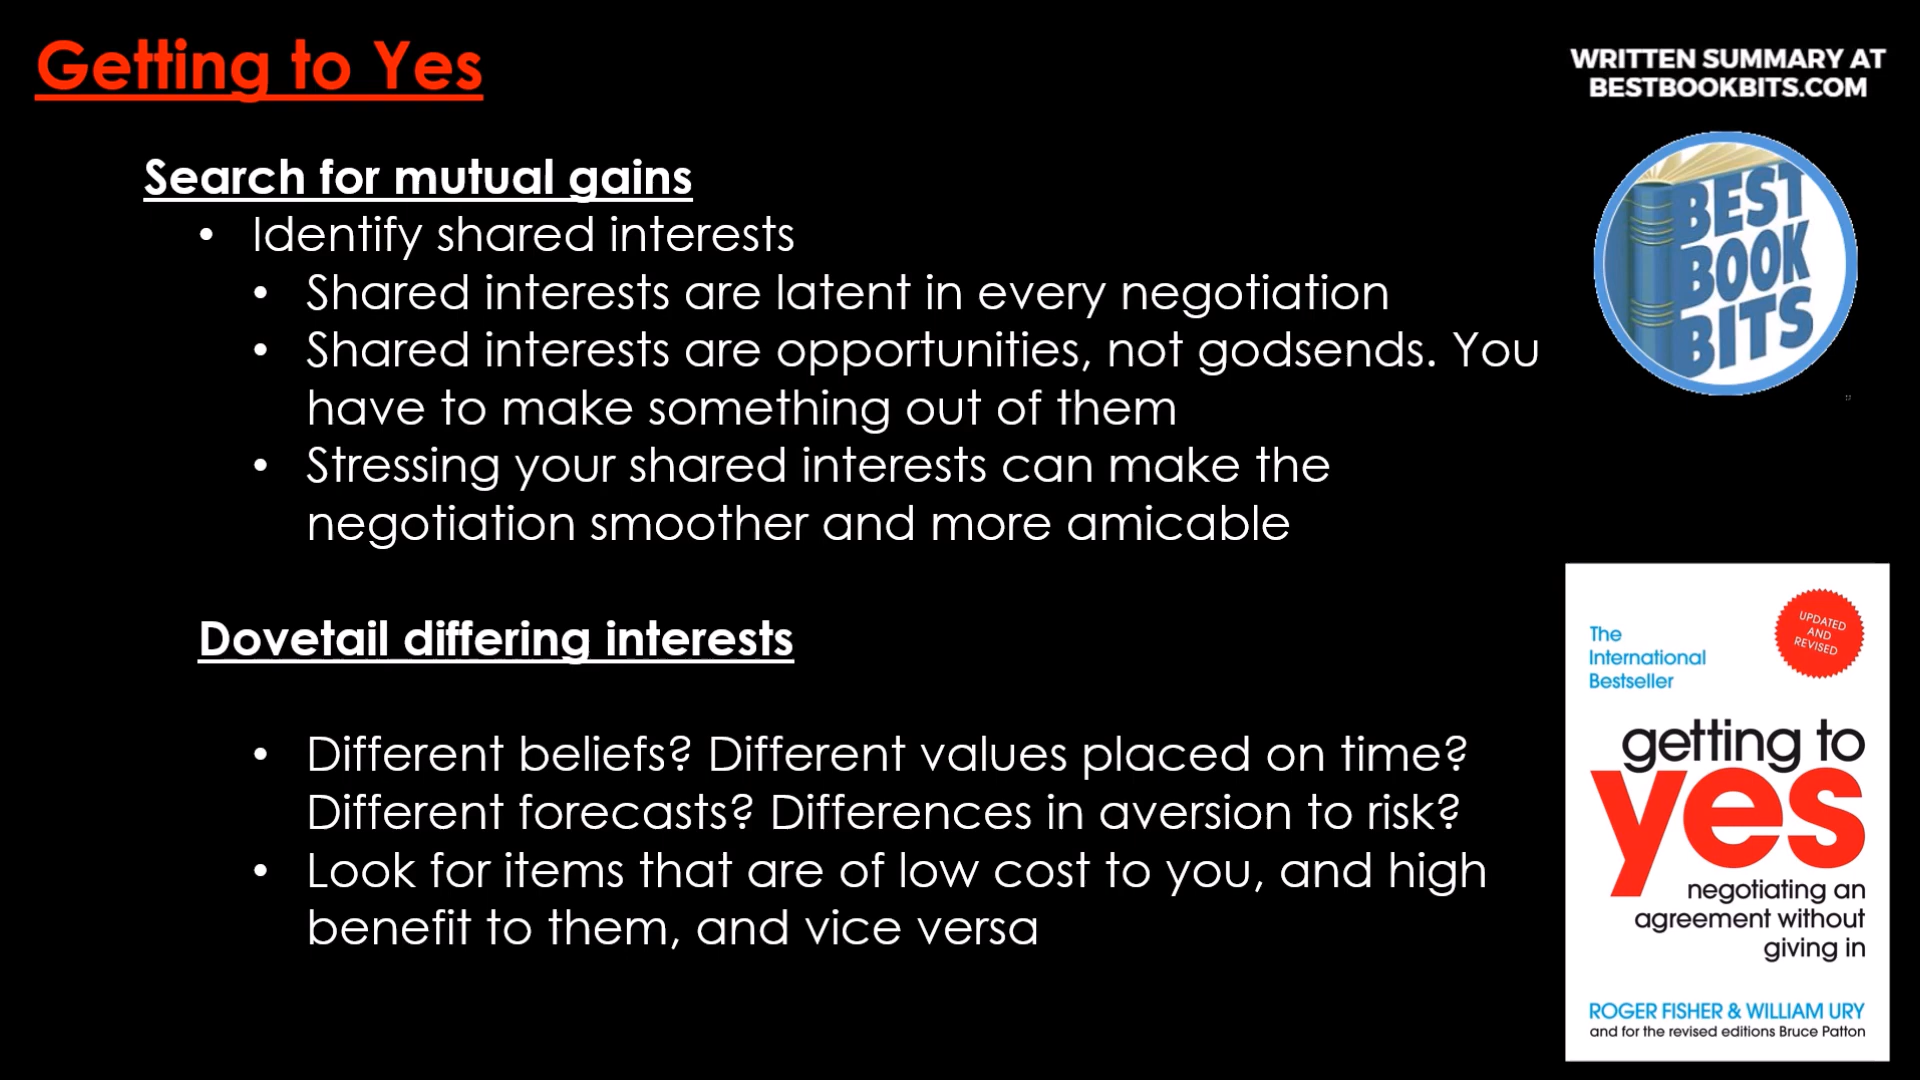 Getting to Yes
WRITTEN SUMMARY AT
BESTBOOKBITS.COM
Search for mutual gains
• Identify shared interests
• Shared interests are latent in every negotiation
• Shared interests are opportunities, not godsends. You
have to make something out of them
• Stressing your shared interests can make the
negotiation smoother and more amicable
Dovetail differing interests
• Different beliefs? Different values placed on time?
Different forecasts? Differences in aversion to risk?
• Look for items that are of low cost to you, and high
benefit to them, and vice versa
BEST
BOOK
BITS
The
International
Bestseller
UPDATED
AND
REVISED
getting to
yes
negotiating an
agreement without
giving in
ROGER FISHER & WILLIAM URY
and for the revised editions Bruce Patton